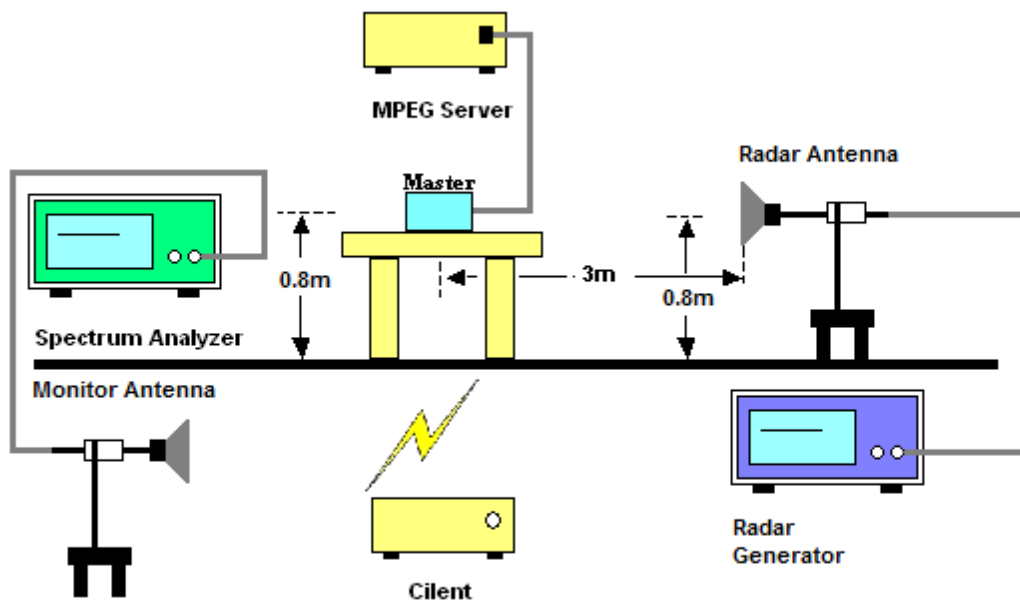 MPEG Server
Radar Antenna
Master
0.8m
3m
0.8m
Spectrum Analyzer
Monitor Antenna
Radar
Generator
Cilent